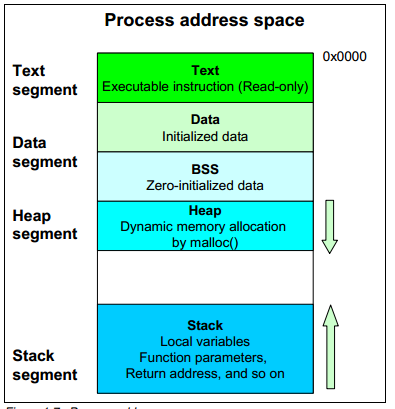 Process address space
0x0000
Text
segment
Text
Executable instruction (Read-only)
Data
segment
Data
Initialized data
BSS
Zero-initialized data
Heap
segment
Heap
Dynamic memory allocation
by malloc()
Stack
segment
Stack
Local variables
Function parameters,
Return address, and so on